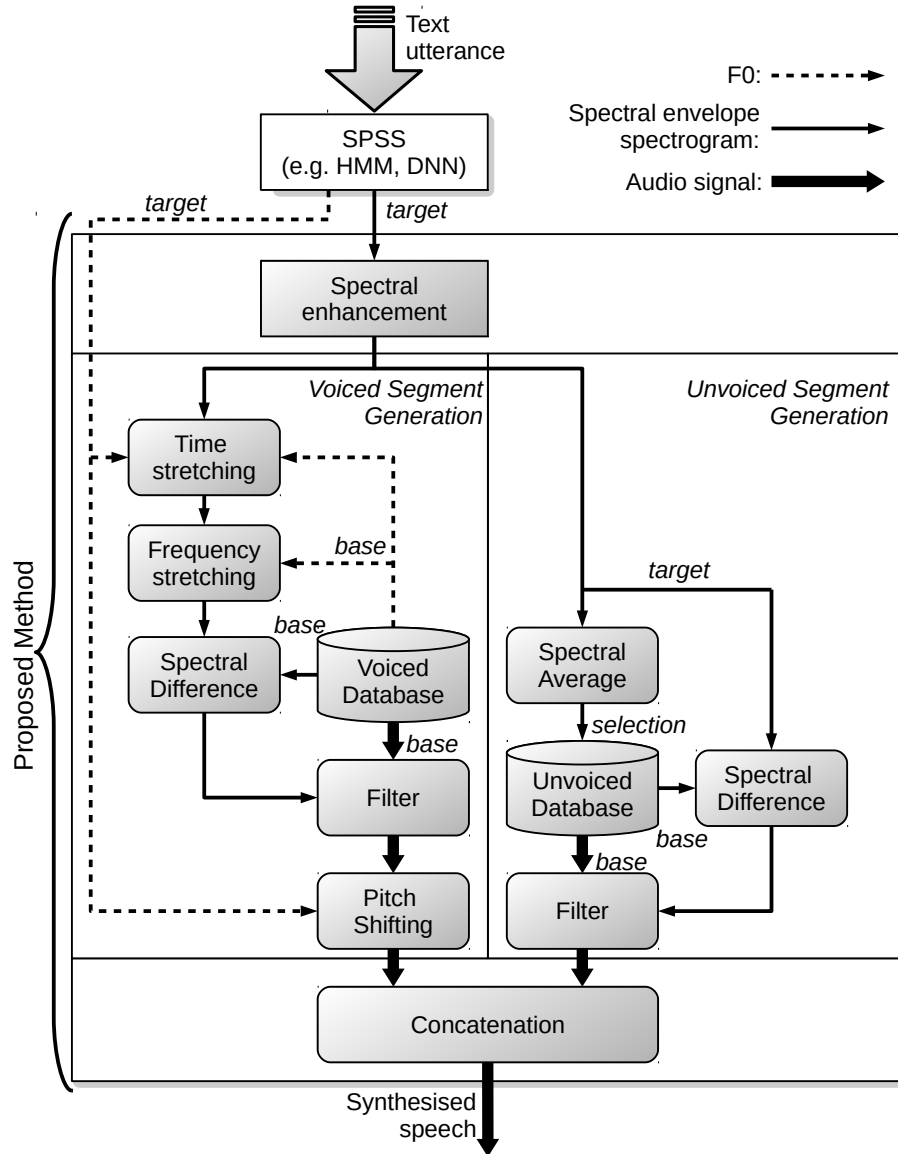 Text
utterance
F0:
Spectral envelope
spectrogram:
Audio signal:
SPSS
(e.g. HMM, DNN)
target
target
Spectral
enhancement
Voiced Segment
Generation
Unvoiced Segment
Generation
Time
stretching
Frequency
stretching
base
target
base
Spectral
Difference
Voiced
Database
Spectral
Average
selection
base
Filter
Unvoiced
Database
Spectral
Difference
base
base
Pitch
Shifting
Filter
Concatenation
Synthesised
speech
Proposed Method